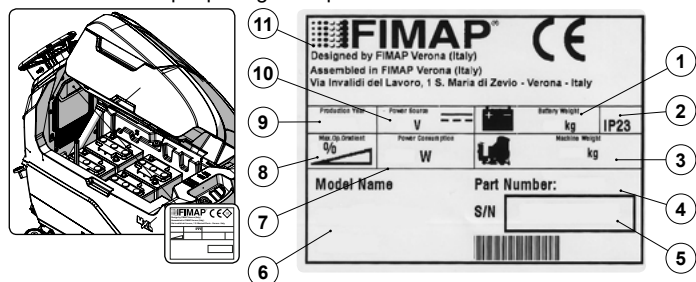 11
FIMAP
Designed by FIMAP Verona (Italy)
Assembled in FIMAP Verona (Italy)
Via Invalidi del Lavoro, 1 S. Maria di Zevio - Verona - Italy
CE
1
10
2
Production Year
Power Source
V
Battery Weight
kg
IP23
9
Max.Op.Gradient
%
Power Consumption
W
Machine Weight
kg
3
8
Model Name
Part Number:
4
7
S/N
5
6
FIMAP CE